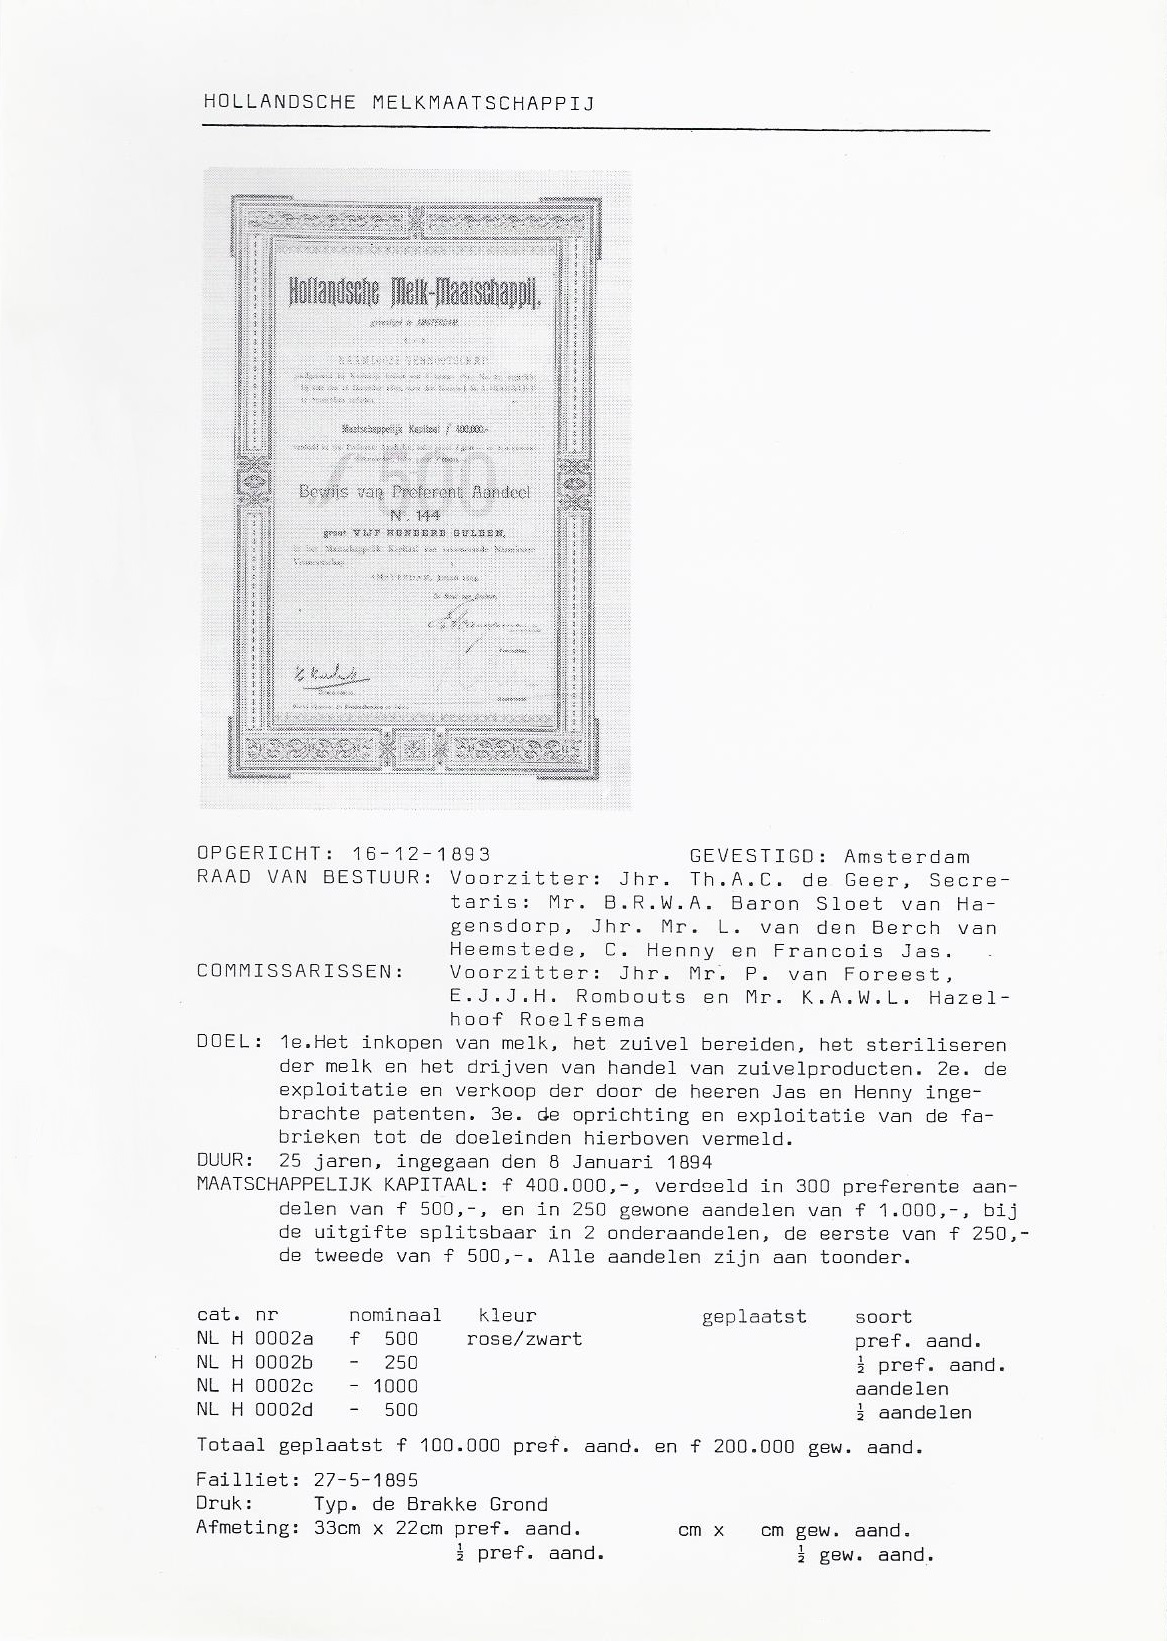 HOLLANDSCHE MELKMAATSCHAPPIJ
Hollandsche Melk-Maatschappij.
gevestigd te AMSTERDAM
Maatschappelijk Kapitaal f 400,000.-
f 500
Bewijs van Preferent Aandeel
N. 144
groot VIJF HONDERD GULDEN,
OPGERICHT: 16-12-1893 GEVESTIGD: Amsterdam
RAAD VAN BESTUUR: Voorzitter: Jhr. Th.A.C. de Geer, Secre-
taris: Mr. B.R.W.A. Baron Sloet van Ha-
gensdorp, Jhr. Mr. L. van den Berch van
Heemstede, C. Henny en Francois Jas.
COMMISSARISSEN: Voorzitter: Jhr. Mr. P. van Foreest,
E.J.J.H. Rombouts en Mr. K.A.W.L. Hazel-
hoof Roelfsema
DOEL: 1e.Het inkopen van melk, het zuivel bereiden, het steriliseren
der melk en het drijven van handel van zuivelproducten. 2e. de
exploitatie en verkoop der door de heeren Jas en Henny inge-
brachte patenten. 3e. de oprichting en exploitatie van de fa-
brieken tot de doeleinden hierboven vermeld.
DUUR: 25 jaren, ingegaan den 8 Januari 1894
MAATSCHAPPELIJK KAPITAAL: f 400.000,-, verdeeld in 300 preferente aan-
delen van f 500,-, en in 250 gewone aandelen van f 1.000,-, bij
de uitgifte splitsbaar in 2 onderaandelen, de eerste van f 250,-
de tweede van f 500,-. Alle aandelen zijn aan toonder.
cat. nr nominaal kleur geplaatst soort
NL H 0002a f 500 rose/zwart pref. aand.
NL H 0002b - 250 ½ pref. aand.
NL H 0002c - 1000 aandelen
NL H 0002d - 500 ½ aandelen
Totaal geplaatst f 100.000 pref. aand. en f 200.000 gew. aand.
Failliet: 27-5-1895
Druk: Typ. de Brakke Grond
Afmeting: 33cm x 22cm pref. aand. cm x cm gew. aand.
½ pref. aand. ½ gew. aand.